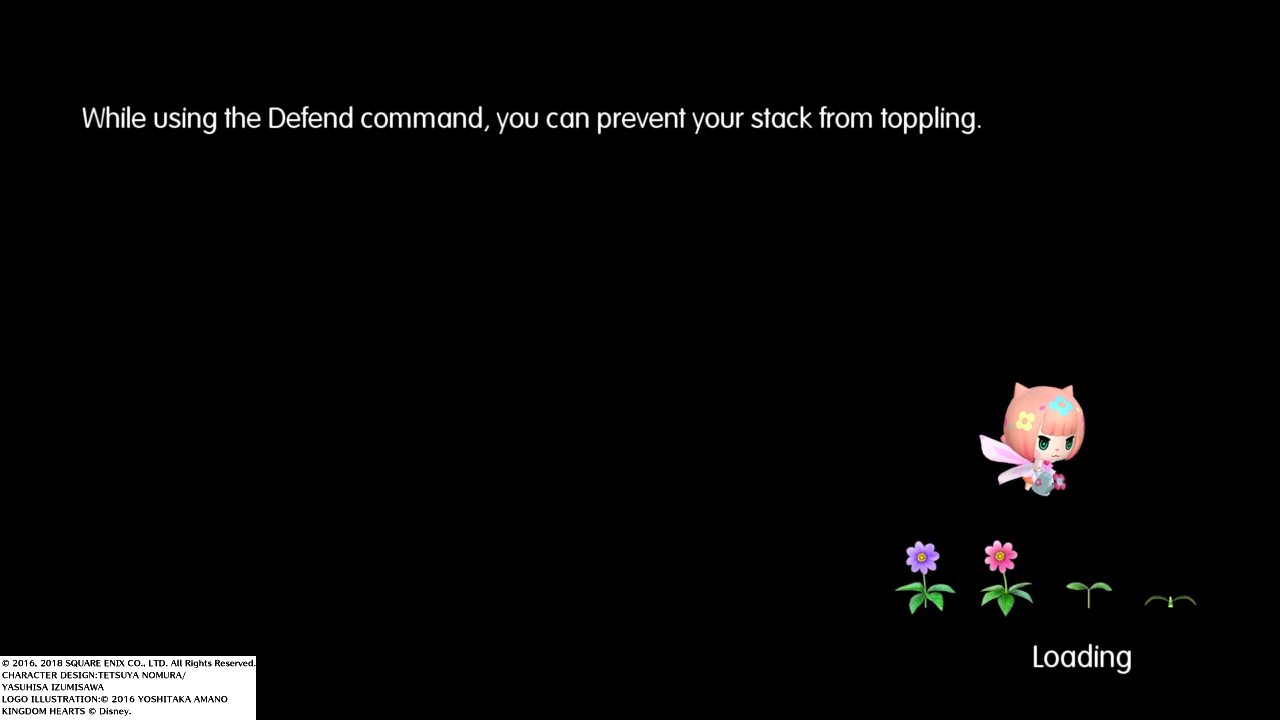 While using the Defend command, you can prevent your stack from toppling.
Loading
© 2016, 2018 SQUARE ENIX CO., LTD. All Rights Reserved.
CHARACTER DESIGN:TETSUYA NOMURA/
YASUHISA IZUMISAWA
LOGO ILLUSTRATION:© 2016 YOSHITAKA AMANO
KINGDOM HEARTS © Disney.